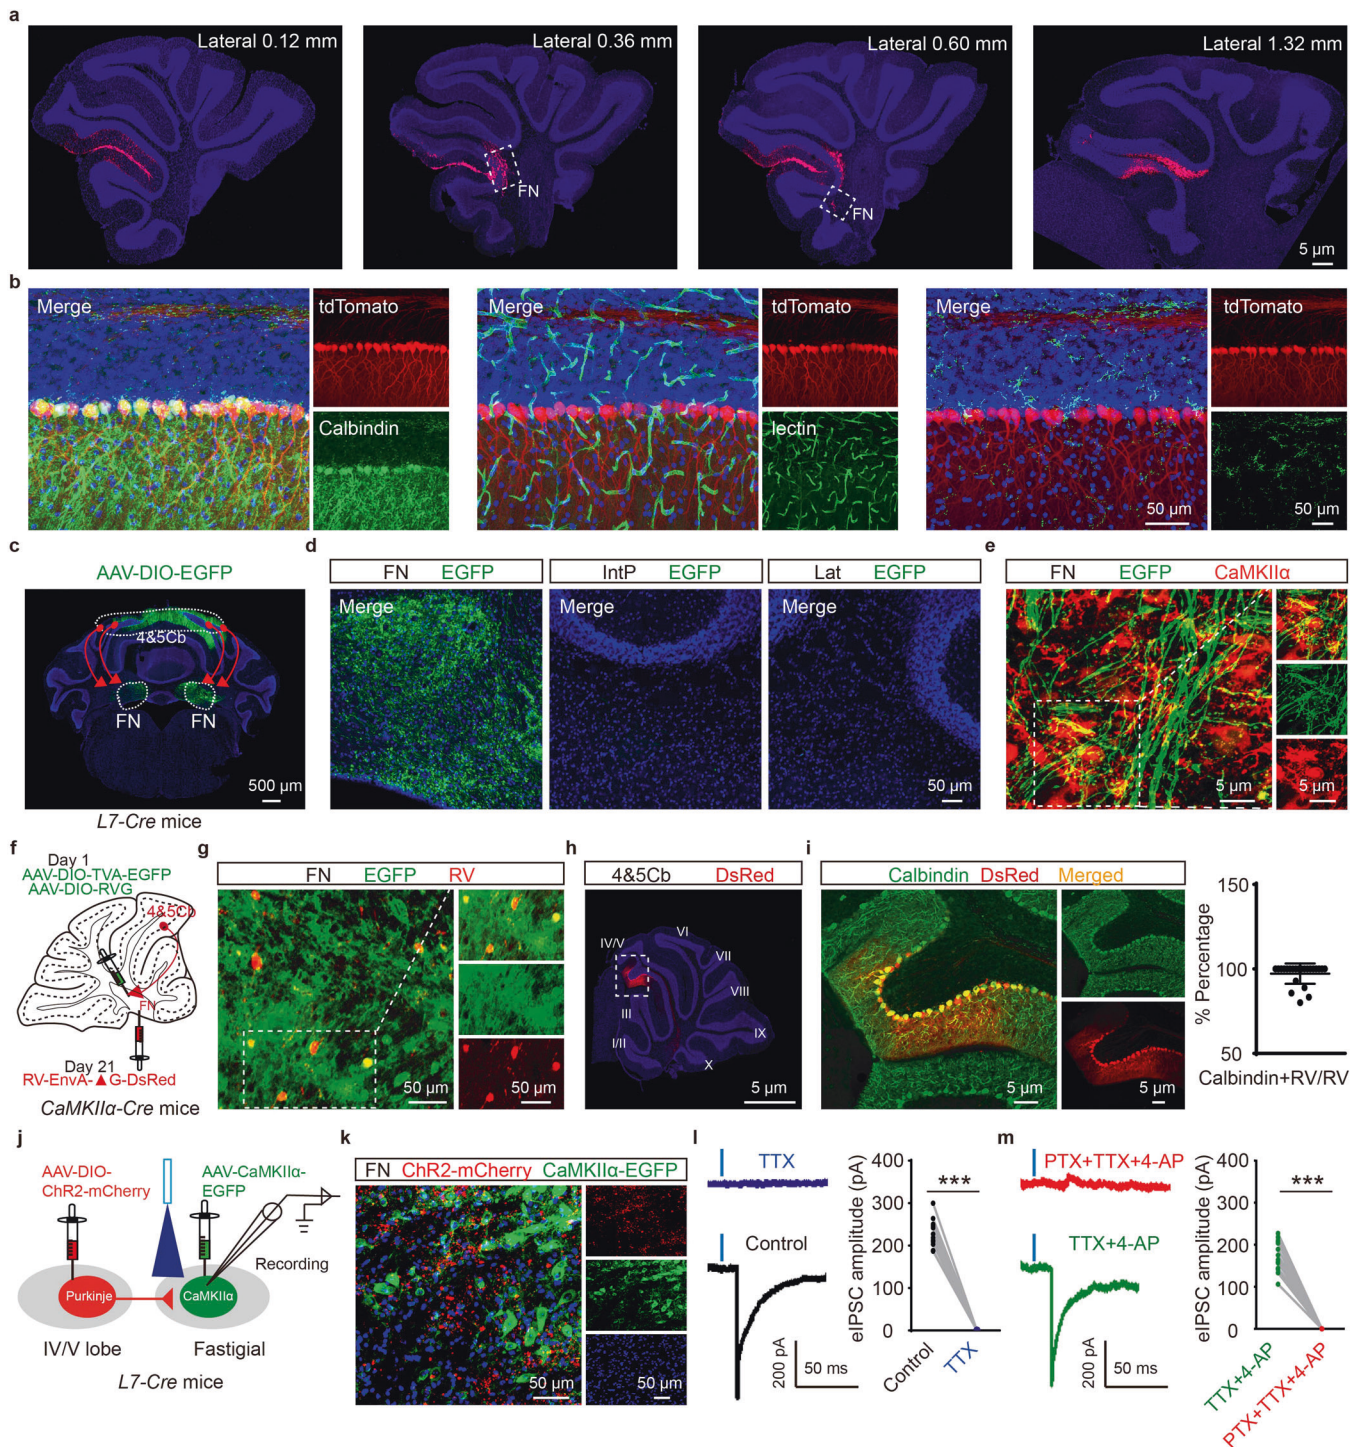 a
Lateral 0.12 mm
Lateral 0.36 mm
FN
Lateral 0.60 mm
FN
Lateral 1.32 mm
5 µm
b
Merge
tdTomato
Calbindin
Merge
tdTomato
lectin
Merge
50 µm
tdTomato
50 µm
c
AAV-DIO-EGFP
4&5Cb
FN
FN
500 µm
L7-Cre mice
d
FN EGFP
Merge
IntP EGFP
Merge
Lat EGFP
Merge
50 µm
e
FN EGFP CaMKIIα
5 µm
5 µm
f
Day 1
AAV-DIO-TVA-EGFP
AAV-DIO-RVG
4&5Cb
FN
Day 21
RV-EnvA-▲G-DsRed
CaMKIIα-Cre mice
g
FN EGFP RV
50 µm
50 µm
h
4&5Cb DsRed
IV/V
VI
VII
VIII
III
IX
I/II
X
5 µm
i
Calbindin DsRed Merged
5 µm
5 µm
% Percentage
150
100
50
Calbindin+RV/RV
j
AAV-DIO-
ChR2-mCherry
AAV-CaMKIIα-
EGFP
Recording
Purkinje
CaMKIIα
IV/V lobe
Fastigial
L7-Cre mice
k
FN ChR2-mCherry CaMKIIα-EGFP
50 µm
50 µm
l
TTX
Control
200 pA
50 ms
eIPSC amplitude (pA)
400
300
200
100
0
***
Control
TTX
m
PTX+TTX+4-AP
TTX+4-AP
200 pA
50 ms
eIPSC amplitude (pA)
400
300
200
100
0
***
TTX+4-AP
PTX+TTX+4-AP